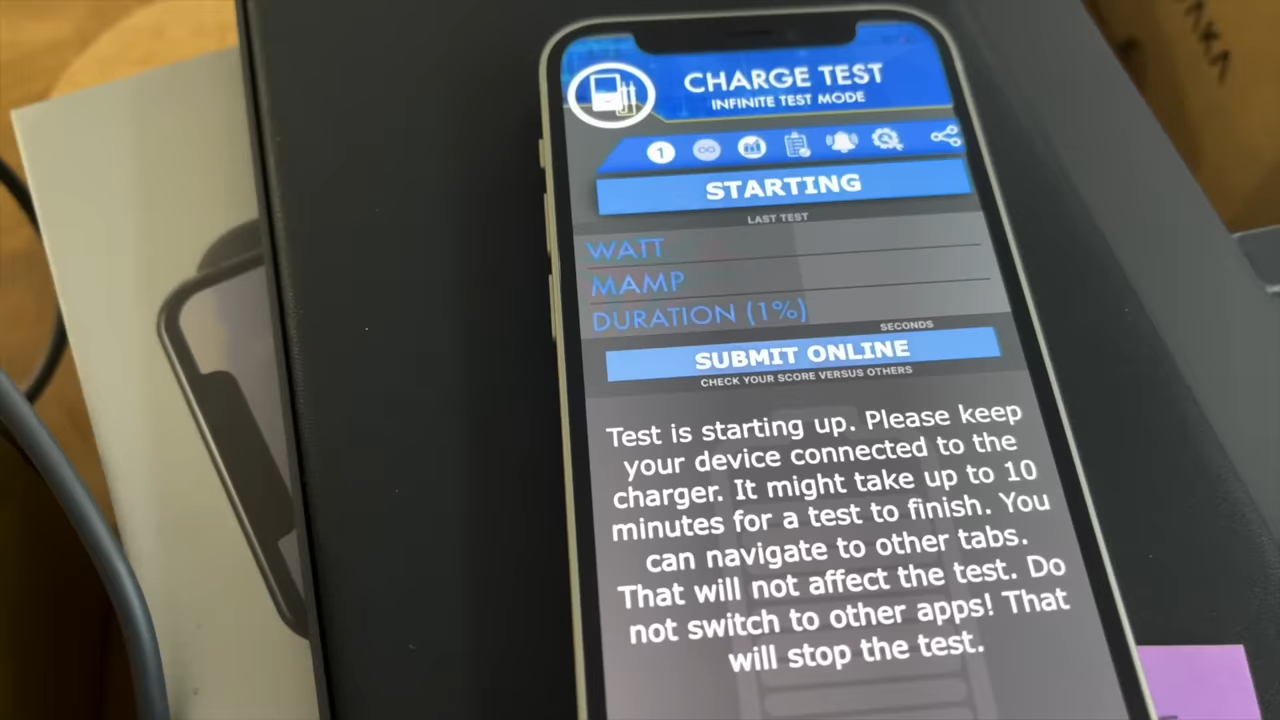 CHARGE TEST
INFINITE TEST MODE
1
STARTING
LAST TEST
WATT
MAMP
DURATION (1%)
SECONDS
SUBMIT ONLINE
CHECK YOUR SCORE VERSUS OTHERS
Test is starting up. Please keep
your device connected to the
charger. It might take up to 10
minutes for a test to finish. You
can navigate to other tabs.
That will not affect the test. Do
not switch to other apps! That
will stop the test.